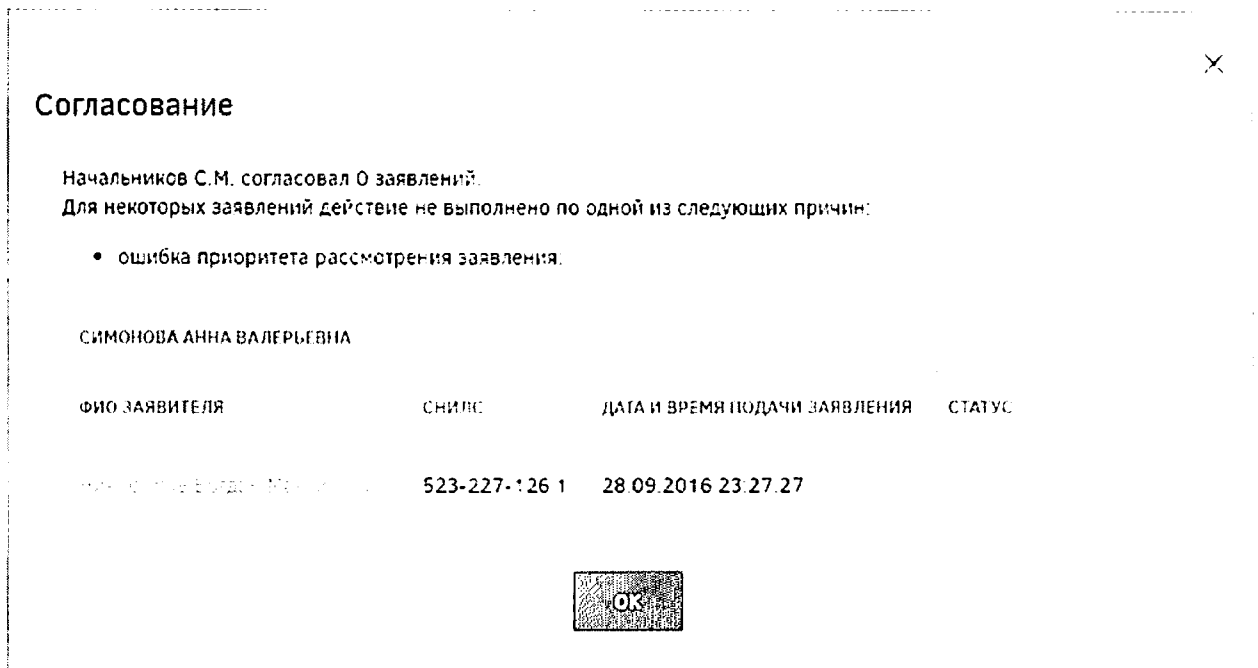 Согласование
Начальников С.М. согласовал 0 заявлений.
Для некоторых заявлений действие не выполнено по одной из следующих причин:
• ошибка приоритета рассмотрения заявления:
СИМОНОВА АННА ВАЛЕРЬЕВНА
ФИО ЗАЯВИТЕЛЯ СНИЛС ДАТА И ВРЕМЯ ПОДАЧИ ЗАЯВЛЕНИЯ СТАТУС
523-227-126 1 28.09.2016 23:27:27
OK